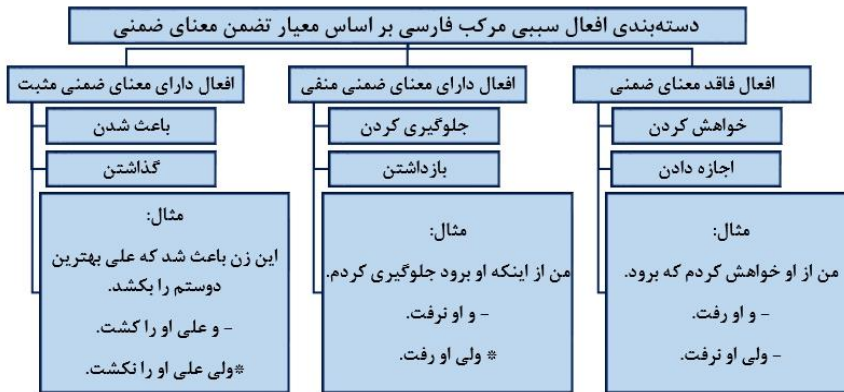 دسته‌بندی افعال سببی مرکب فارسی بر اساس معیار تضمن معنای ضمنی
افعال فاقد معنای ضمنی
خواهش کردن
اجازه دادن
مثال:
من از او خواهش کردم که برود.
- و او رفت.
- ولی او نرفت.
افعال دارای معنای ضمنی منفی
جلوگیری کردن
بازداشتن
مثال:
من از اینکه او برود جلوگیری کردم.
- و او نرفت.
* ولی او رفت.
افعال دارای معنای ضمنی مثبت
باعث شدن
گذاشتن
مثال:
این زن باعث شد که علی بهترین
دوستم را بکشد.
- و علی او را کشت.
*ولی علی او را نکشت.